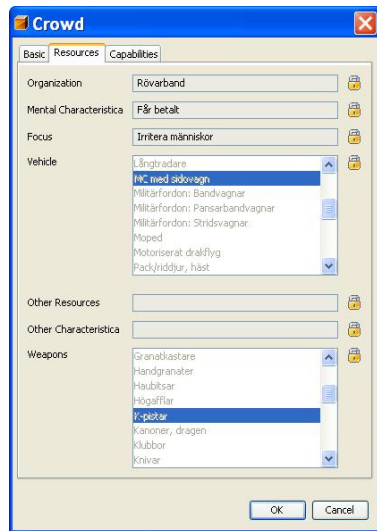 Crowd
Basic Resources Capabilities
Organization Rövarband
Mental Characteristica Får betalt
Focus Irritera människor
Vehicle
Långtradare
MC med sidovagn
Militärfordon: Bandvagnar
Militärfordon: Pansarbandvagnar
Militärfordon: Stridsvagnar
Moped
Motoriserat drakflyg
Pack/riddjur, häst
Other Resources
Other Characteristica
Weapons
Granatkastare
Handgranater
Haubitsar
Högafflar
K-pistar
Kanoner, dragen
Klubbor
Knivar
OK Cancel